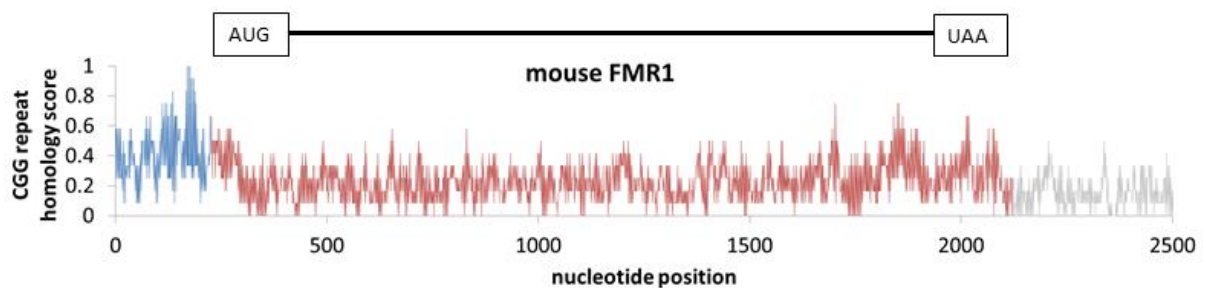 AUG UAA
mouse FMR1
CGG repeat
homology score
1
0.8
0.6
0.4
0.2
0
0 500 1000 1500 2000 2500
nucleotide position